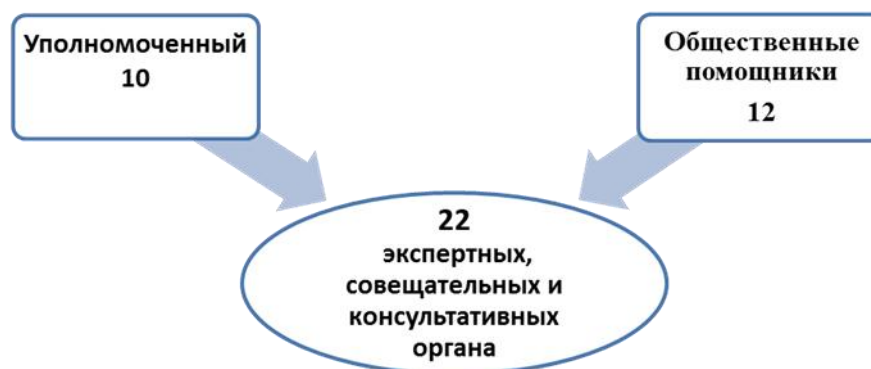 Уполномоченный
10
Общественные
помощники
12
22
экспертных,
совещательных и
консультативных
органа